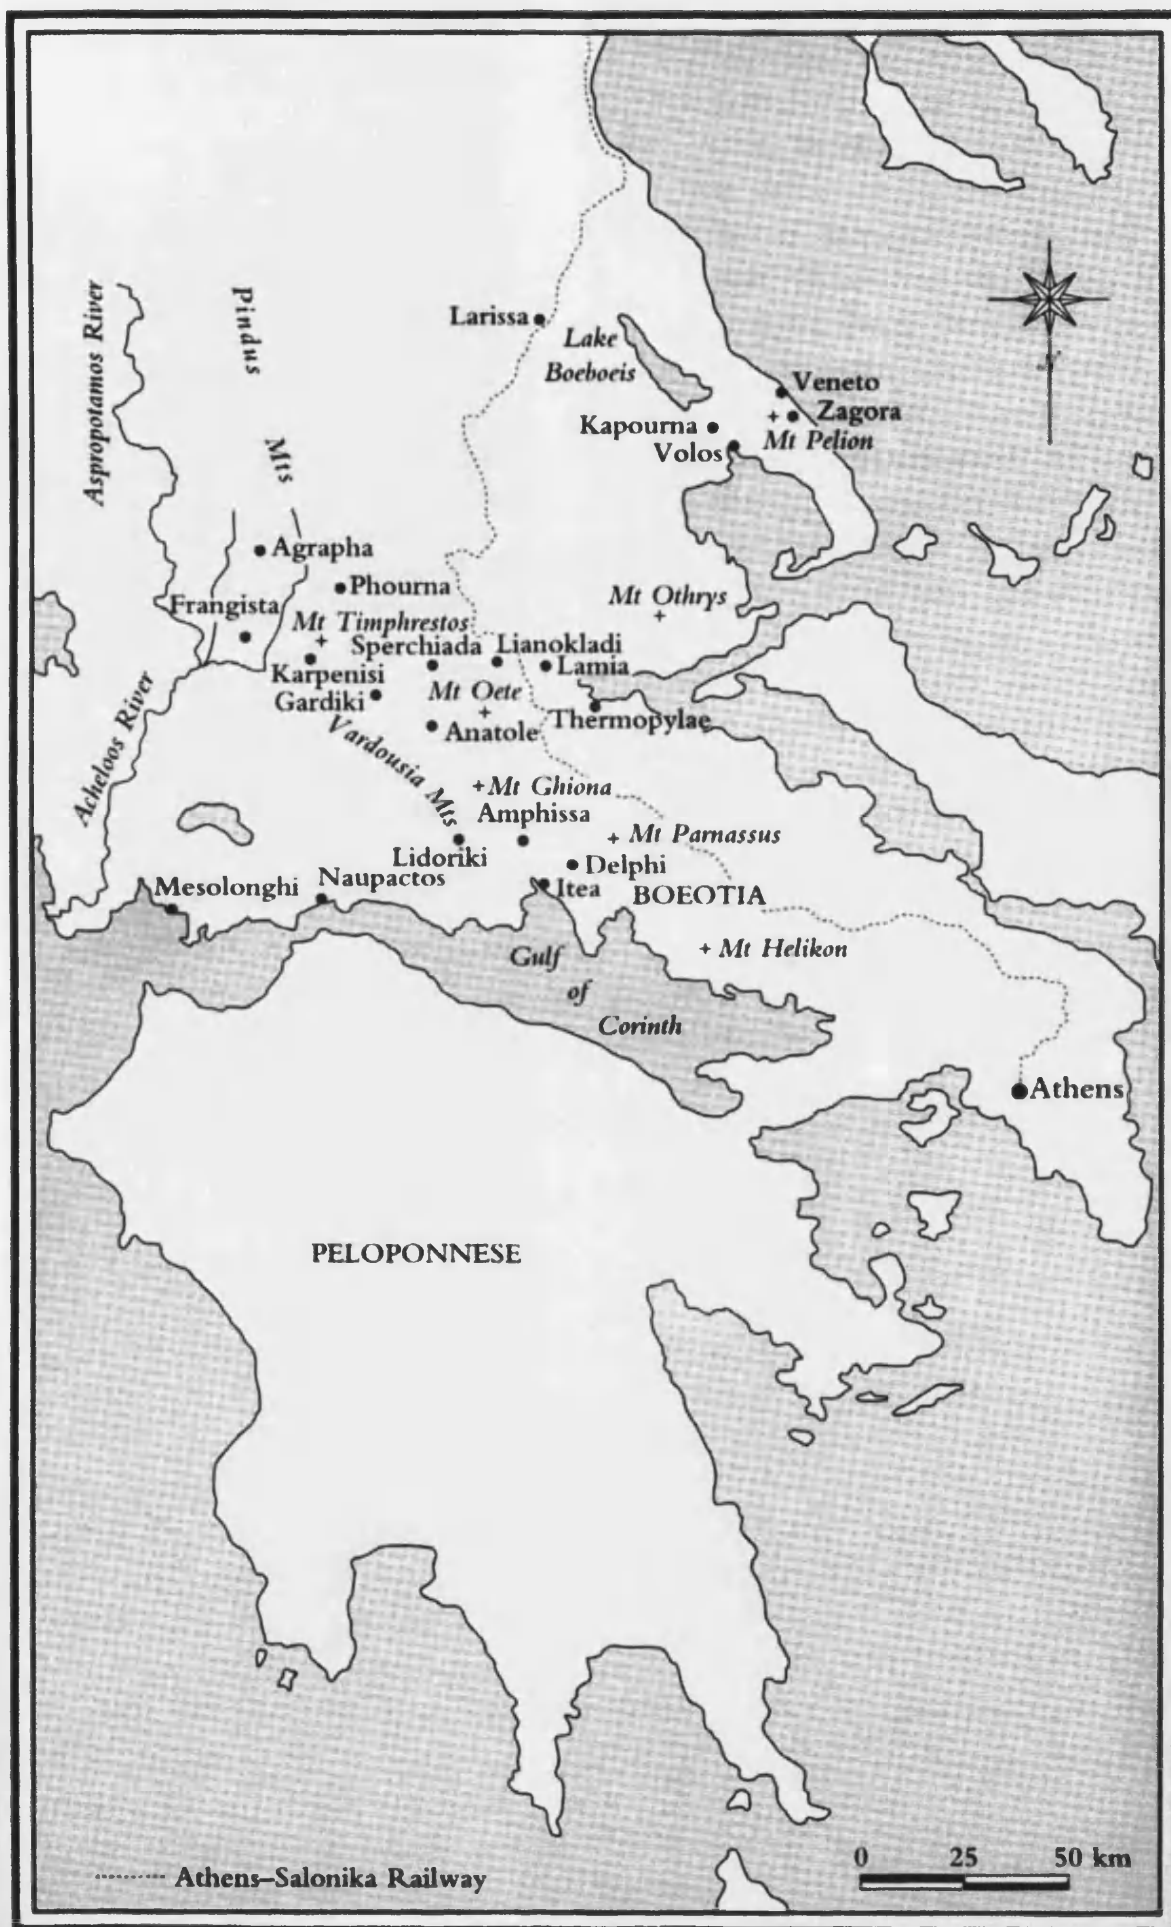 Aspropotamos River
Pindus
Mts
Larissa
Lake
Boeboeis
N
Veneto
Zagora
Kapourna
Mt Pelion
Volos
Agrapha
Phourna
Frangista
Mt Othrys
Mt Timphrestos
Sperchiada
Lianokladi
Lamia
Karpenisi
Gardiki
Mt Oete
Thermopylae
Anatole
Acheloos River
Vardousia Mts
Mt Ghiona
Amphissa
Mt Parnassus
Lidoriki
Delphi
Mesolonghi
Naupactos
Itea
BOEOTIA
Gulf
of
Corinth
Mt Helikon
Athens
PELOPONNESE
Athens–Salonika Railway
0 25 50 km